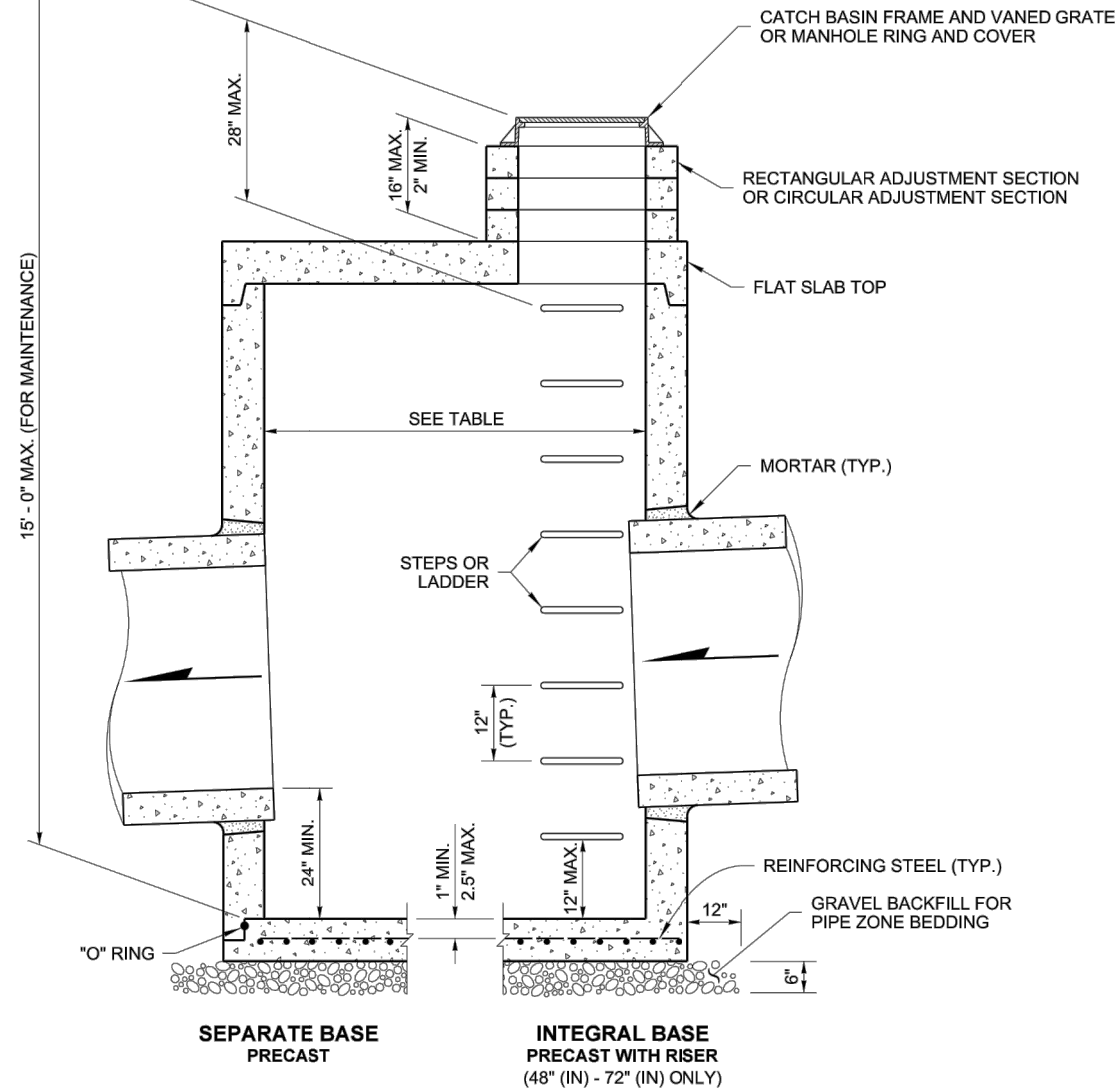 CATCH BASIN FRAME AND VANED GRATE
OR MANHOLE RING AND COVER
28" MAX.
16" MAX.
2" MIN.
RECTANGULAR ADJUSTMENT SECTION
OR CIRCULAR ADJUSTMENT SECTION
FLAT SLAB TOP
15' - 0" MAX. (FOR MAINTENANCE)
SEE TABLE
MORTAR (TYP.)
STEPS OR
LADDER
12"
(TYP.)
24" MIN.
1" MIN.
2.5" MAX.
12" MAX.
REINFORCING STEEL (TYP.)
12"
GRAVEL BACKFILL FOR
PIPE ZONE BEDDING
"O" RING
6"
SEPARATE BASE
PRECAST
INTEGRAL BASE
PRECAST WITH RISER
(48" (IN) - 72" (IN) ONLY)